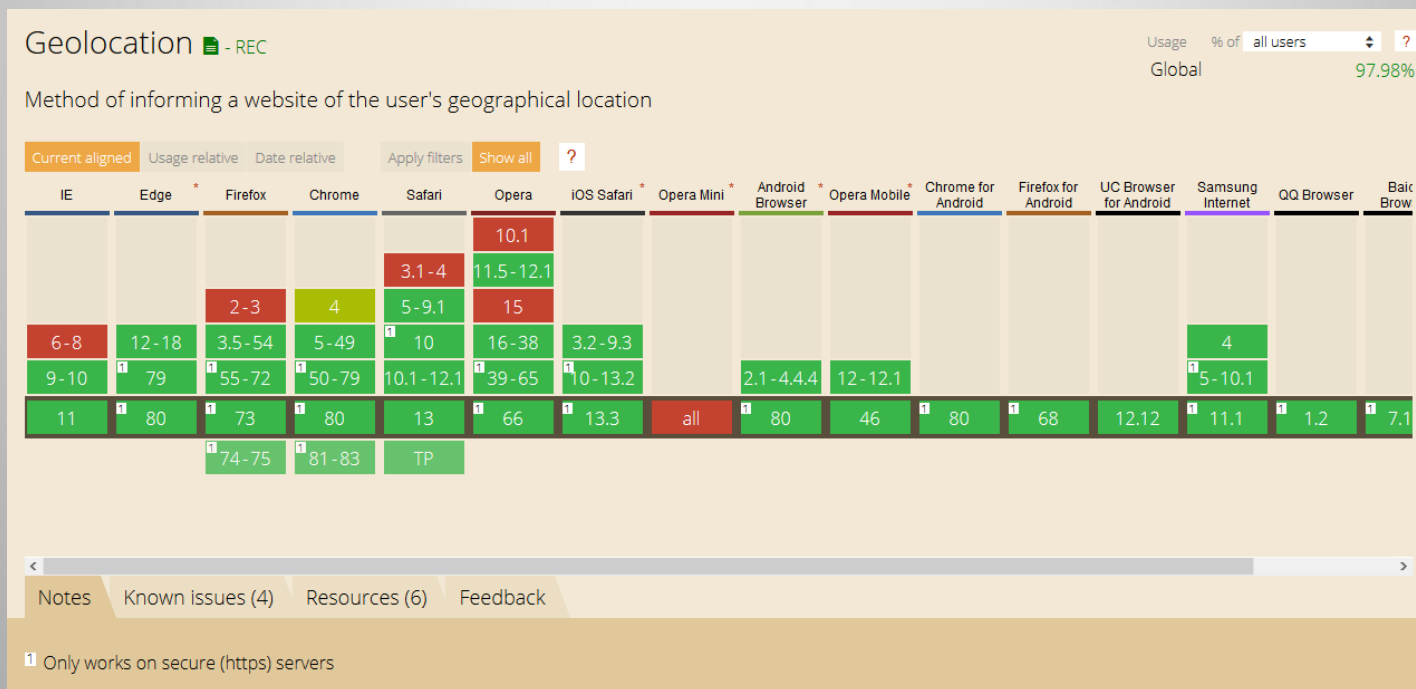 Geolocation - REC
Usage % of all users ?
Global 97.98%
Method of informing a website of the user's geographical location
Current aligned Usage relative Date relative Apply filters Show all ?
IE Edge * Firefox Chrome Safari Opera iOS Safari * Opera Mini * Android Browser * Opera Mobile * Chrome for Android Firefox for Android UC Browser for Android Samsung Internet QQ Browser
10.1
3.1-4 11.5-12.1
2-3 4 5-9.1 15
6-8 12-18 3.5-54 5-49 1 10 16-38 3.2-9.3 4
9-10 1 79 1 55-72 1 50-79 10.1-12.1 1 39-65 1 10-13.2 2.1-4.4.4 12-12.1 1 5-10.1
11 1 80 1 73 1 80 13 1 66 1 13.3 all 1 80 46 1 80 1 68 12.12 1 11.1 1 1.2 1 7.1
1 74-75 1 81-83 TP
Notes Known issues (4) Resources (6) Feedback
1 Only works on secure (https) servers